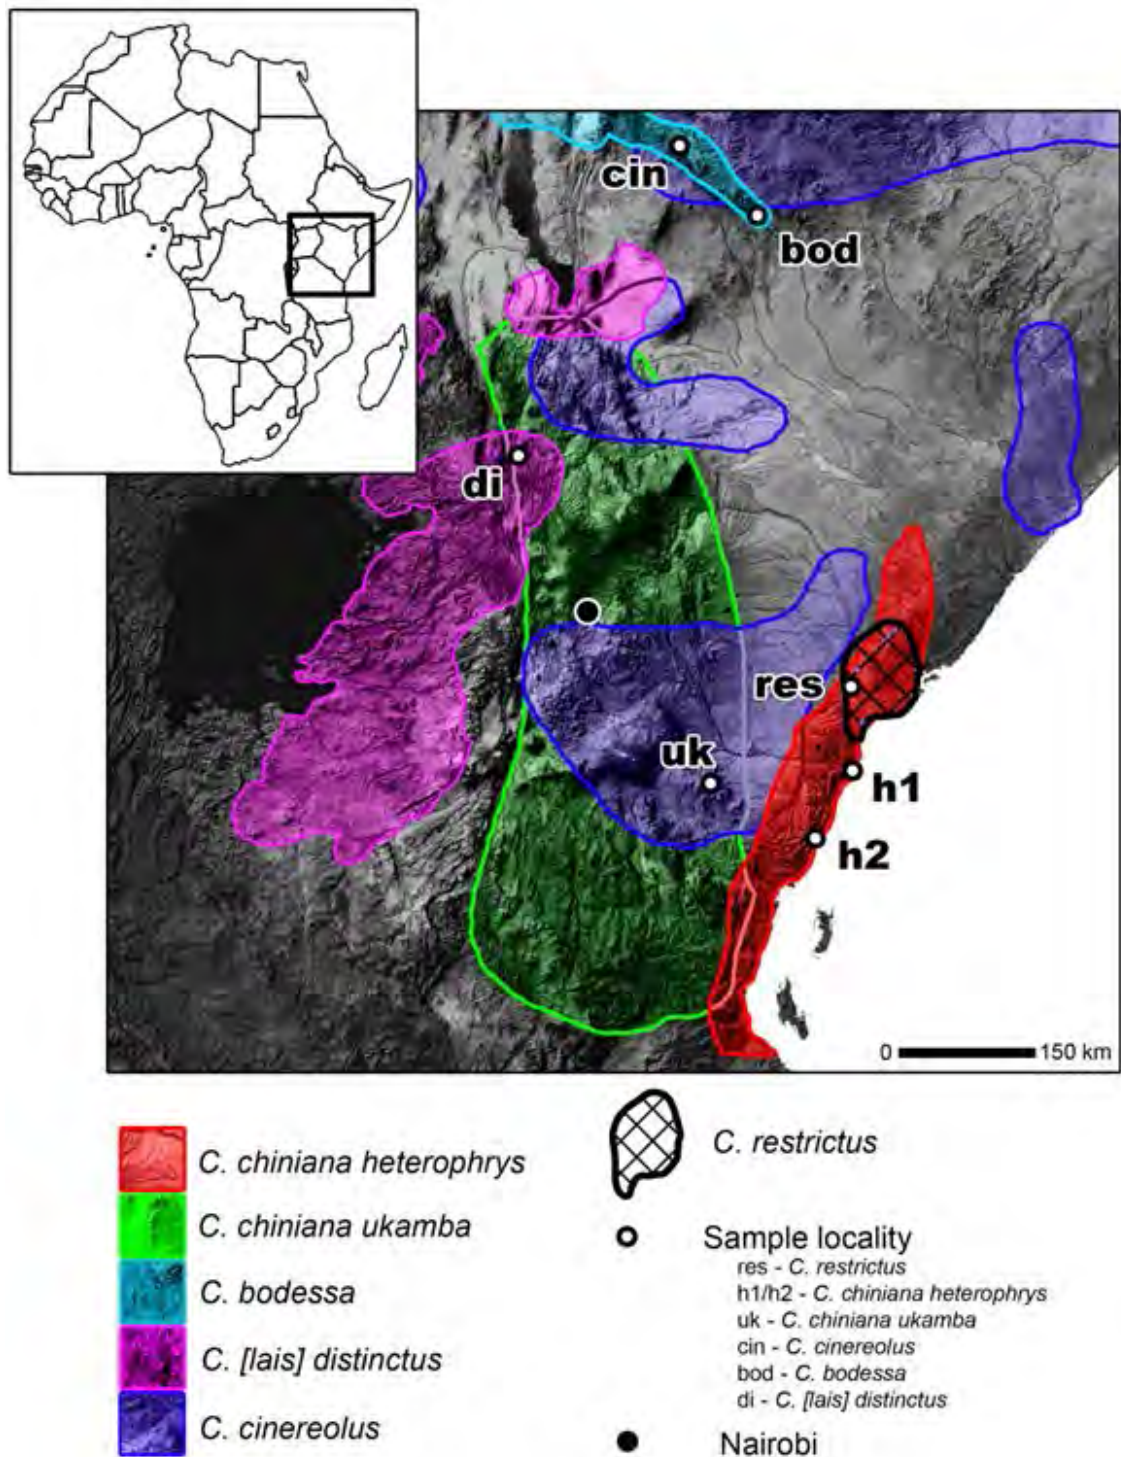 cin
bod
di
res
uk
h1
h2
0 150 km
C. chiniana heterophrys
C. chiniana ukamba
C. bodessa
C. [lais] distinctus
C. cinereolus
C. restrictus
Sample locality
res - C. restrictus
h1/h2 - C. chiniana heterophrys
uk - C. chiniana ukamba
cin - C. cinereolus
bod - C. bodessa
di - C. [lais] distinctus
Nairobi